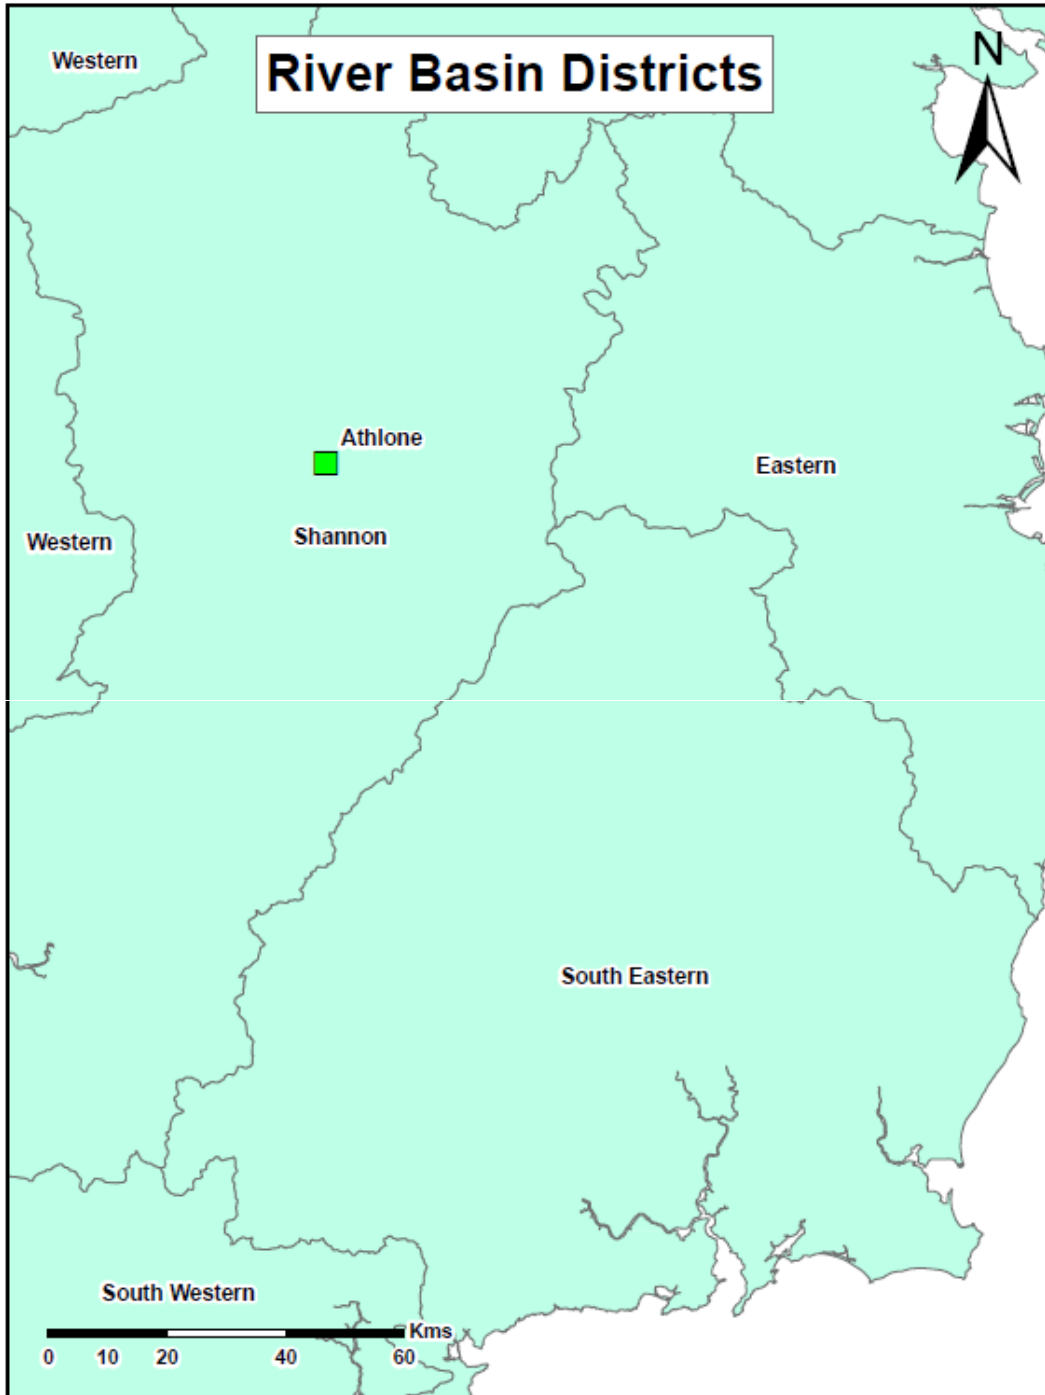 Western
River Basin Districts
N
Athlone
Eastern
Shannon
Western
South Eastern
South Western
Kms
0 10 20 40 60